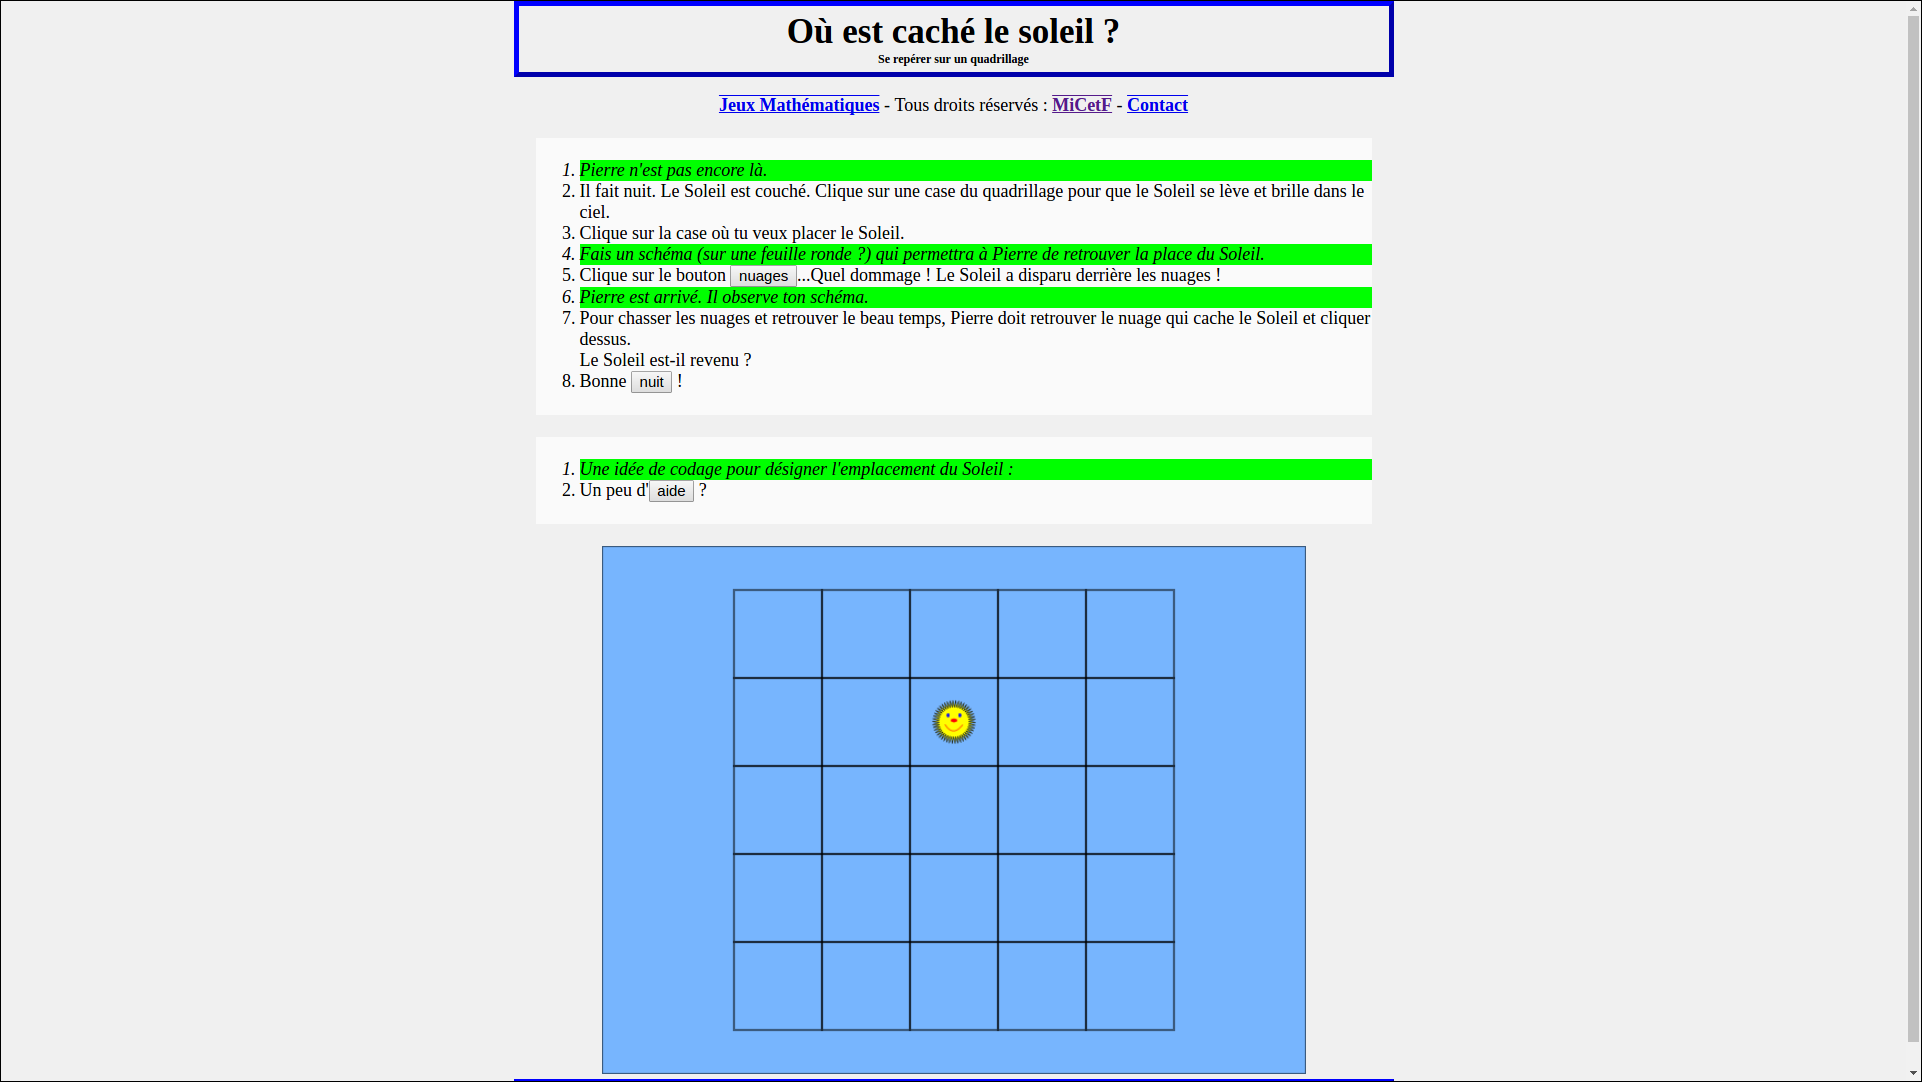 Où est caché le soleil ?
Se repérer sur un quadrillage
Jeux Mathématiques - Tous droits réservés : MiCetF - Contact
1. Pierre n'est pas encore là.
2. Il fait nuit. Le Soleil est couché. Clique sur une case du quadrillage pour que le Soleil se lève et brille dans le
ciel.
3. Clique sur la case où tu veux placer le Soleil.
4. Fais un schéma (sur une feuille ronde ?) qui permettra à Pierre de retrouver la place du Soleil.
5. Clique sur le bouton nuages...Quel dommage ! Le Soleil a disparu derrière les nuages !
6. Pierre est arrivé. Il observe ton schéma.
7. Pour chasser les nuages et retrouver le beau temps, Pierre doit retrouver le nuage qui cache le Soleil et cliquer
dessus.
Le Soleil est-il revenu ?
8. Bonne nuit !
1. Une idée de codage pour désigner l'emplacement du Soleil :
2. Un peu d'aide ?